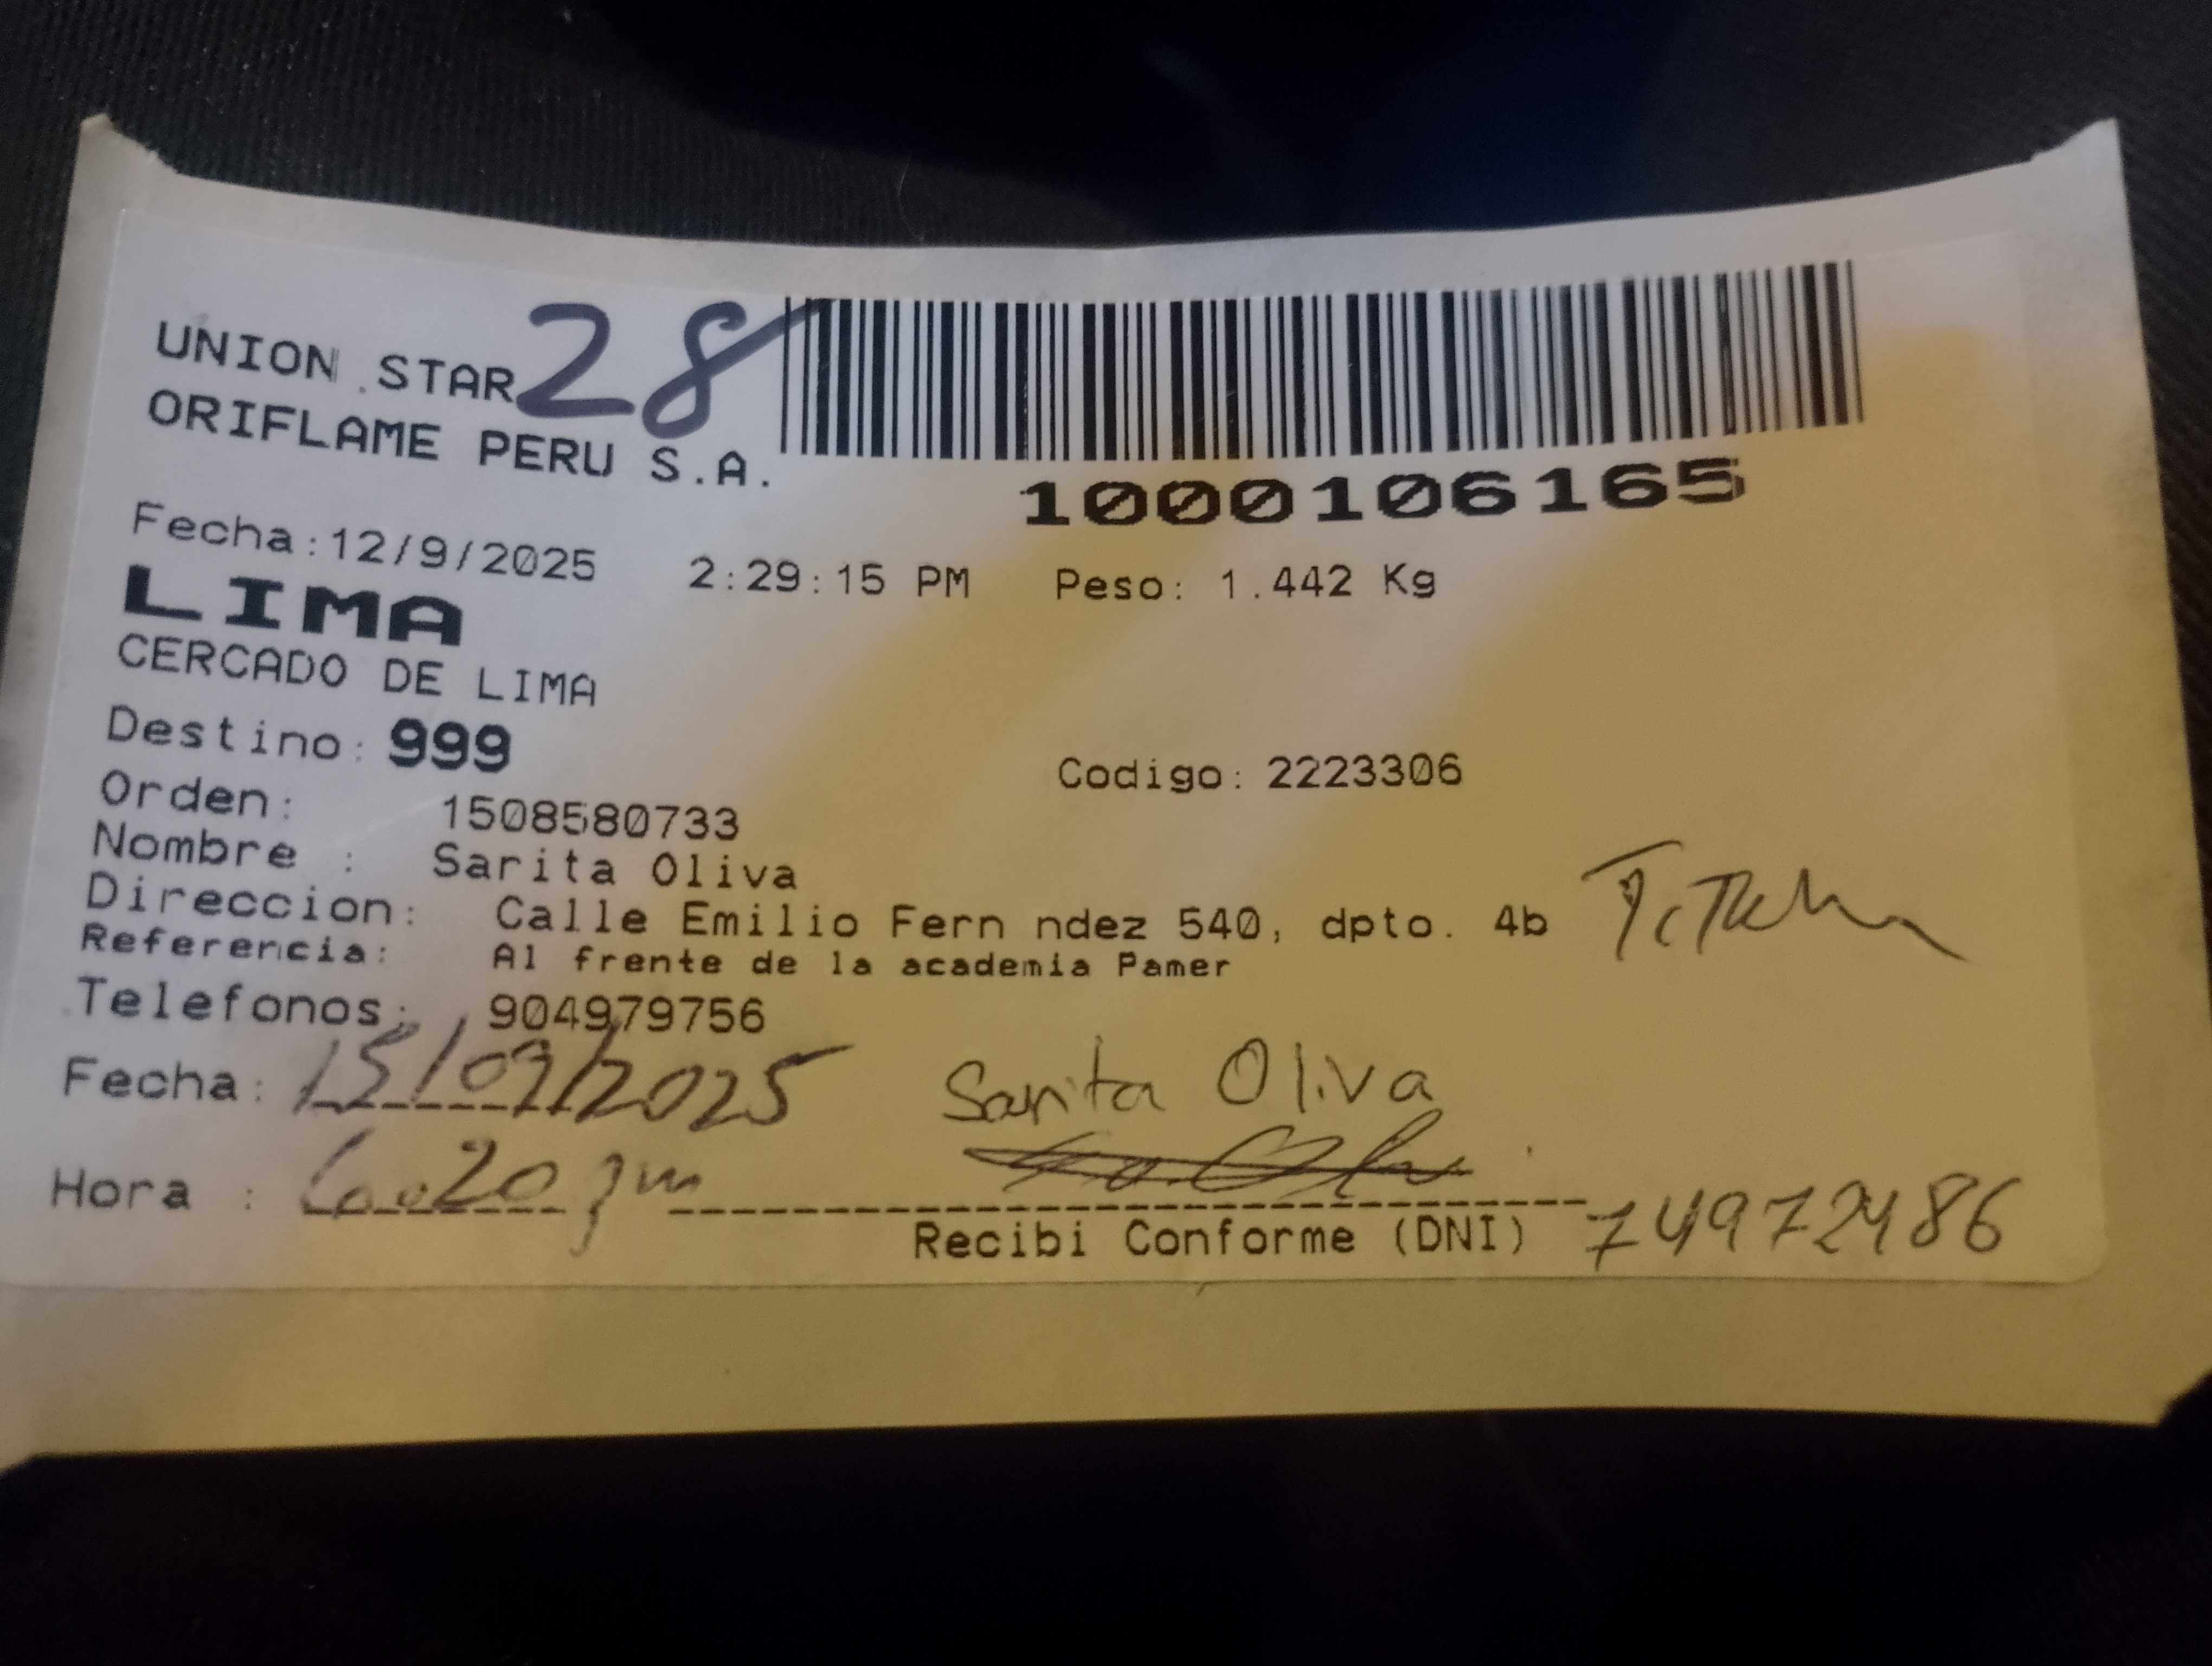 UNION STAR 28
ORIFLAME PERU S.A.
1000106165
Fecha:12/9/2025 2:29:15 PM Peso: 1.442 Kg
LIMA
CERCADO DE LIMA
Destino: 999
Codigo: 2223306
Orden: 1508580733
Nombre : Sarita Oliva
Direccion: Calle Emilio Fern ndez 540, dpto. 4b
Referencia: Al frente de la academia Pamer
Telefonos: 904979756
Fecha: 15/09/2025 Sarita Oliva
Hora : 6:20 pm
Recibi Conforme (DNI) 74972486